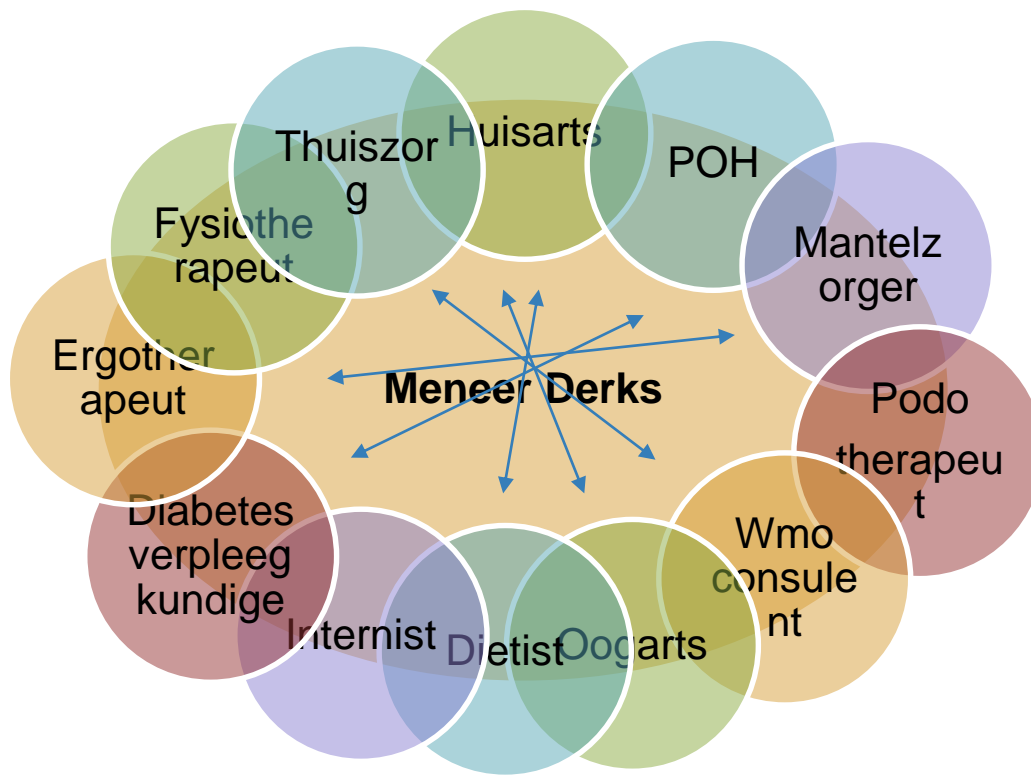 Huisarts
POH
Mantelz
orger
Podo
therapeu
t
Wmo
consule
nt
Oogarts
Dietist
Internist
Diabetes
verpleeg
kundige
Ergother
apeut
Fysiothe
rapeut
Thuiszor
g
Meneer Derks